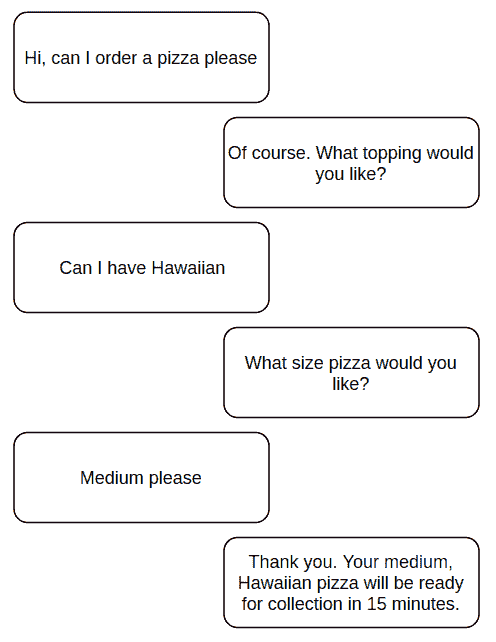 Hi, can I order a pizza please
Of course. What topping would
you like?
Can I have Hawaiian
What size pizza would you
like?
Medium please
Thank you. Your medium,
Hawaiian pizza will be ready
for collection in 15 minutes.